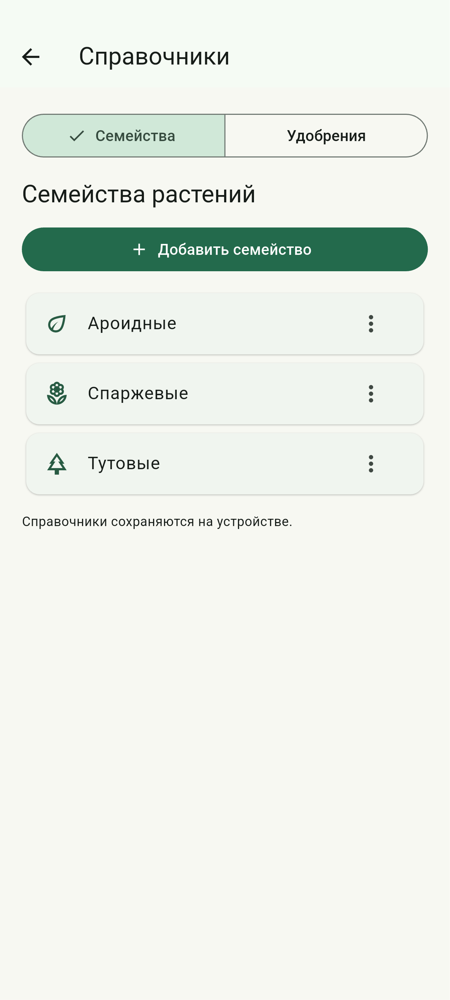 Справочники
Семейства
Удобрения
Семейства растений
Добавить семейство
Ароидные
Спаржевые
Тутовые
Справочники сохраняются на устройстве.